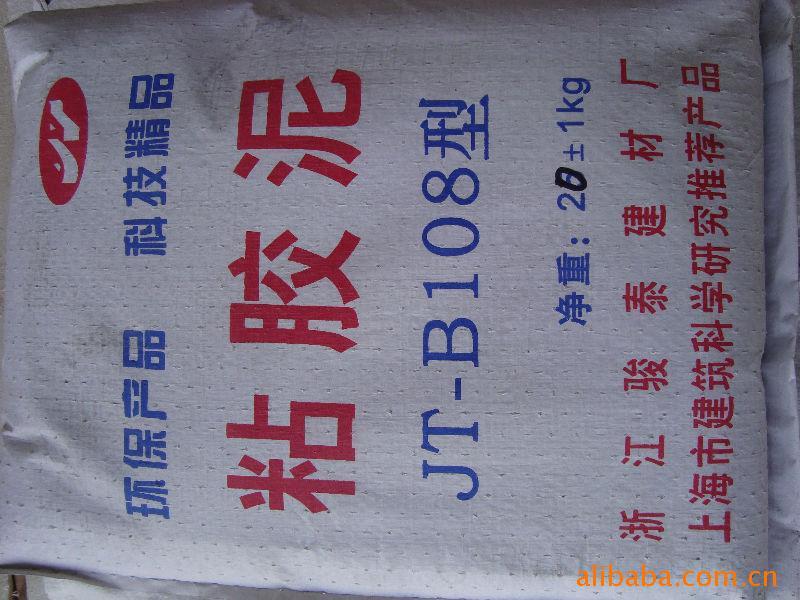 环保产品 科技精品
粘胶泥
JT-B108型
净重：20±1kg
浙江骏泰建材厂
上海市建筑科学研究推荐产品
alibaba.com.cn